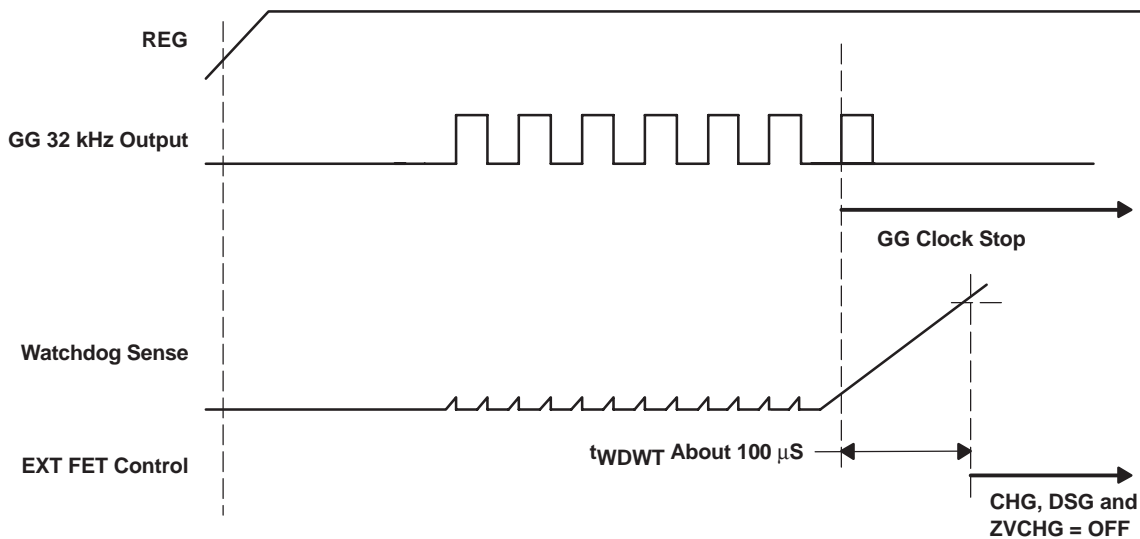 REG
GG 32 kHz Output
GG Clock Stop
Watchdog Sense
EXT FET Control
tWDWT About 100 μS
CHG, DSG and
ZVCHG = OFF